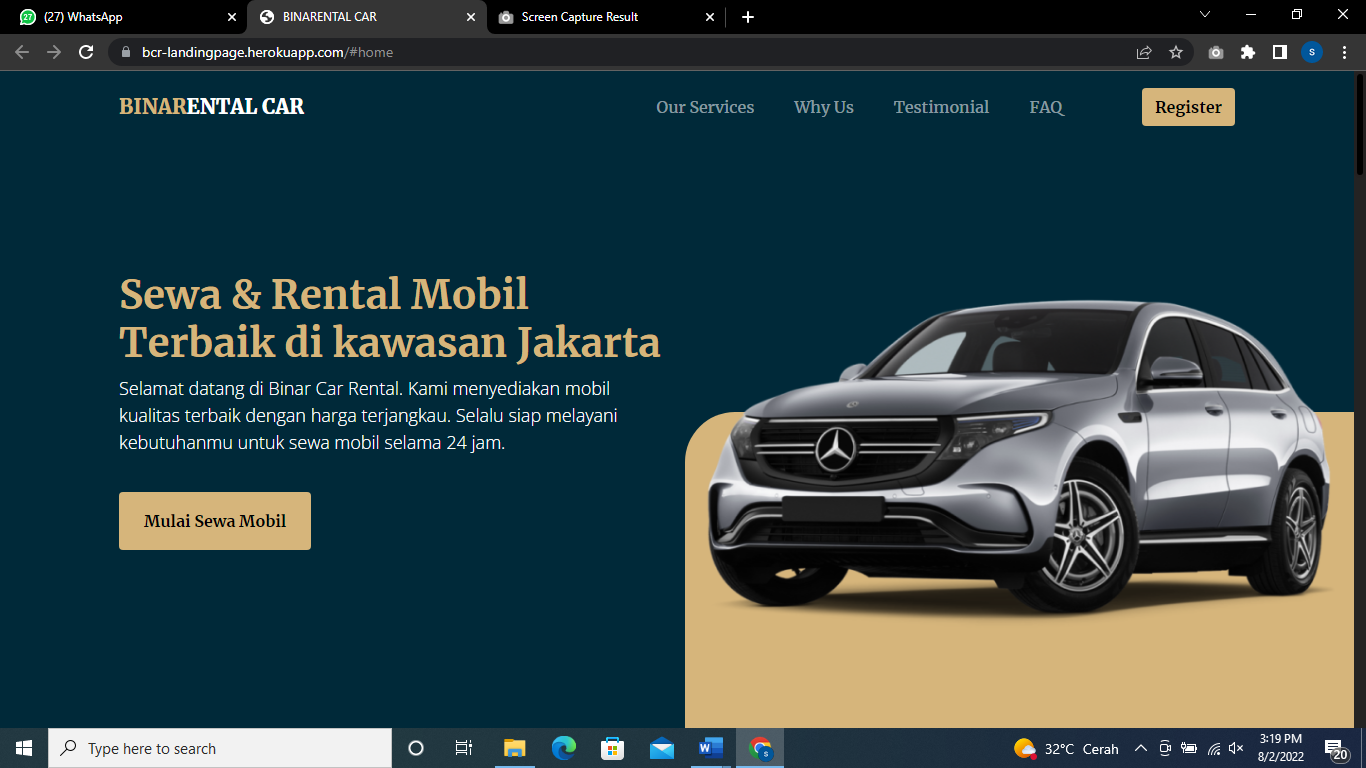 27
(27) WhatsApp
BINARENTAL CAR
Screen Capture Result
bcr-landingpage.herokuapp.com/#home
s
BINARENTAL CAR
Our Services
Why Us
Testimonial
FAQ
Register
Sewa & Rental Mobil
Terbaik di kawasan Jakarta
Selamat datang di Binar Car Rental. Kami menyediakan mobil
kualitas terbaik dengan harga terjangkau. Selalu siap melayani
kebutuhanmu untuk sewa mobil selama 24 jam.
Mulai Sewa Mobil
Type here to search
W
s
32°C Cerah
3:19 PM
8/2/2022
20